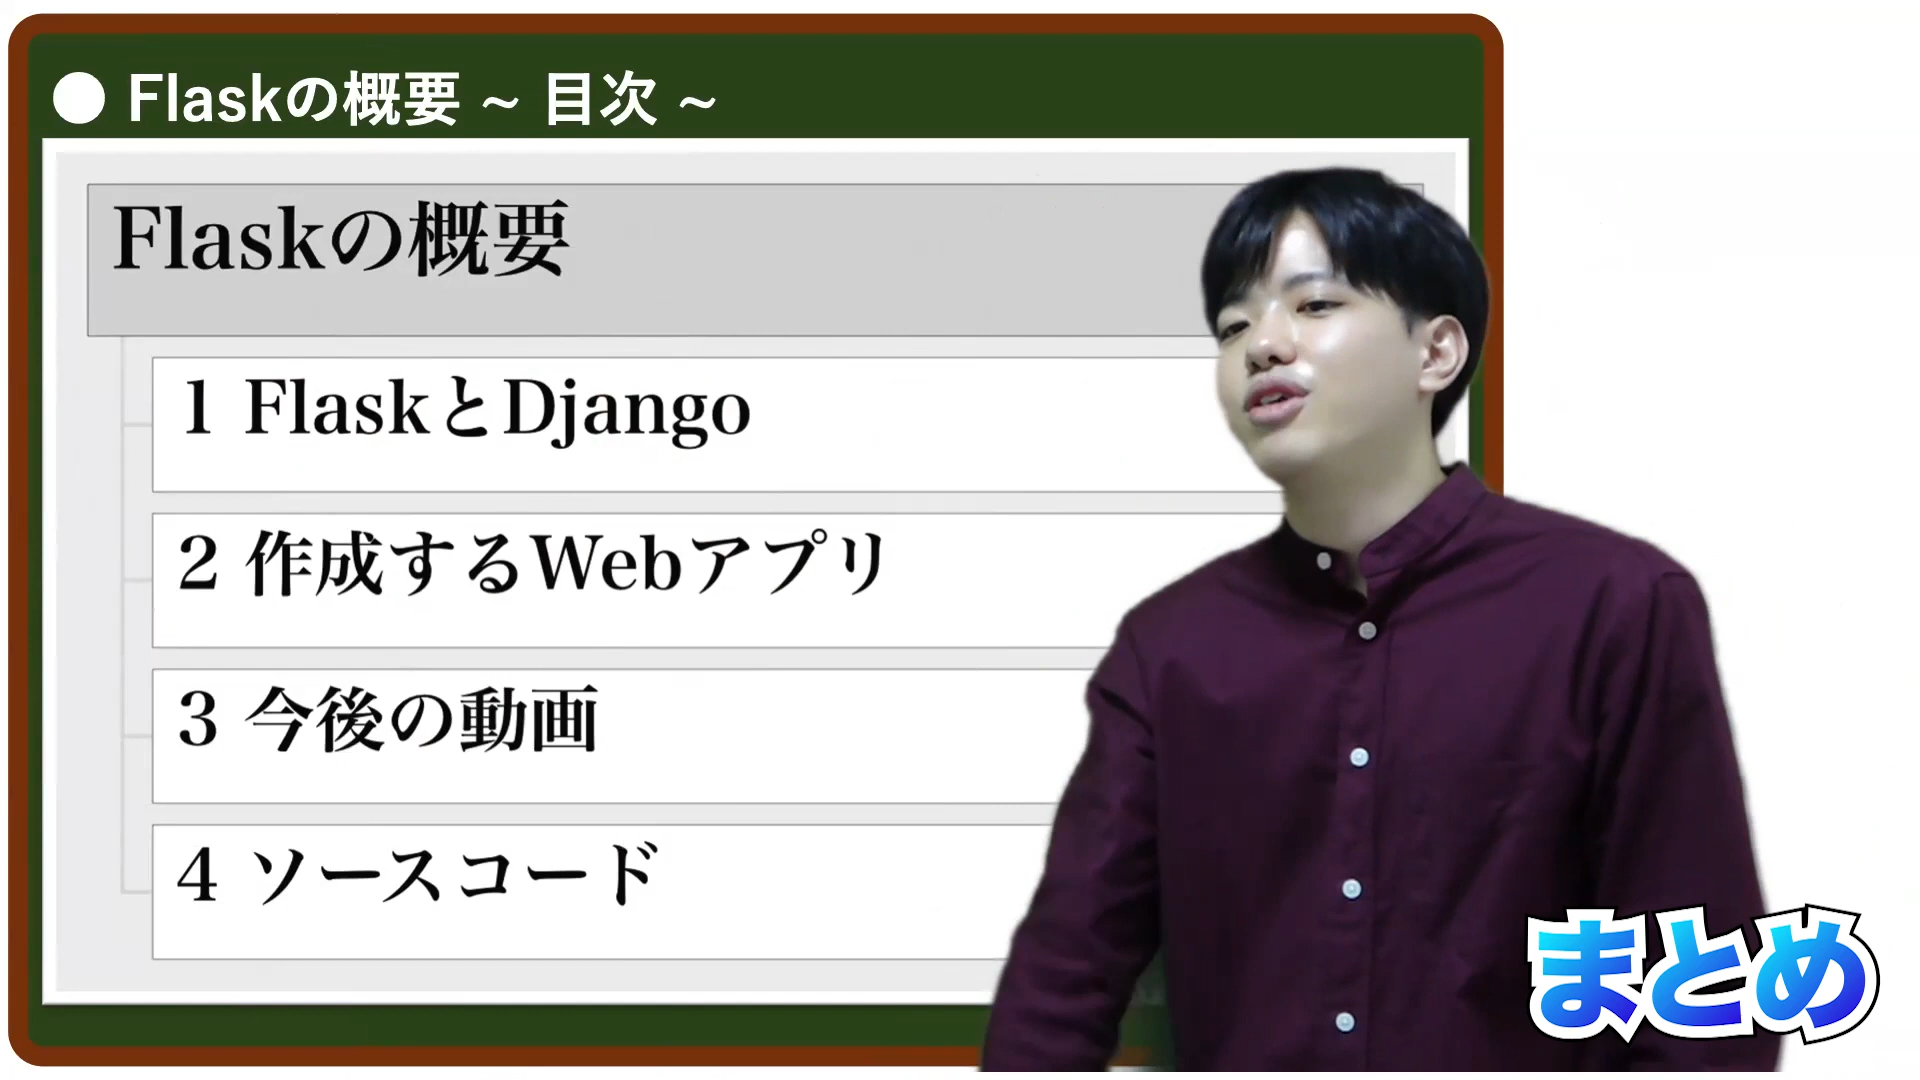 ● Flaskの概要 ~ 目次 ~
Flaskの概要
1 FlaskとDjango
2 作成するWebアプリ
3 今後の動画
4 ソースコード
まとめ